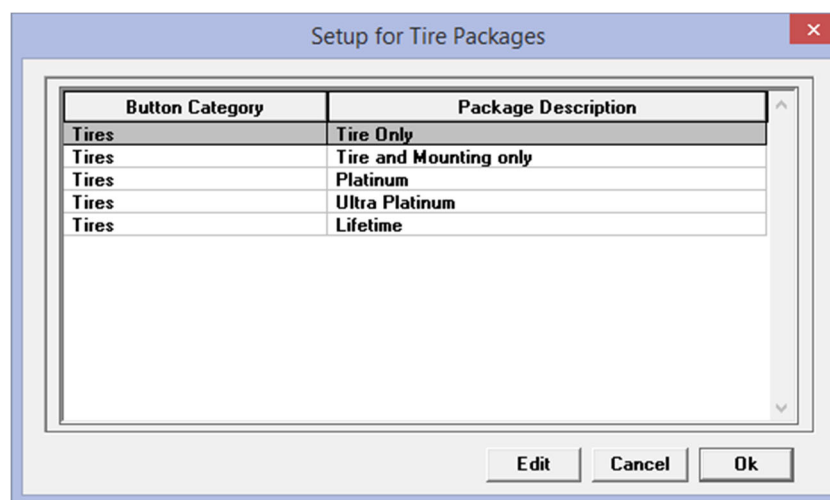 Setup for Tire Packages
Button Category Package Description
Tires Tire Only
Tires Tire and Mounting only
Tires Platinum
Tires Ultra Platinum
Tires Lifetime
Edit Cancel Ok